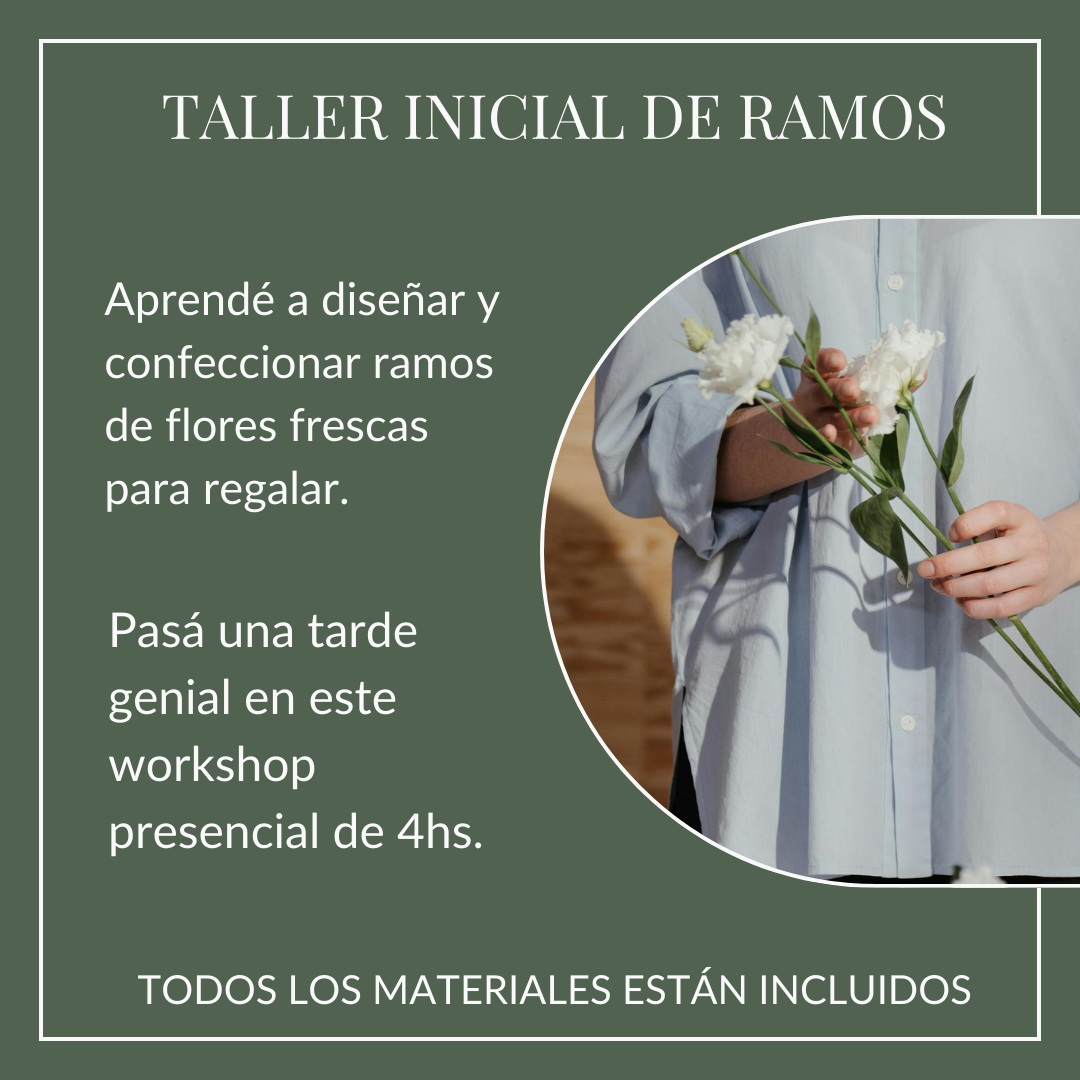 TALLER INICIAL DE RAMOS
Aprendé a diseñar y
confeccionar ramos
de flores frescas
para regalar.
Pasá una tarde
genial en este
workshop
presencial de 4hs.
TODOS LOS MATERIALES ESTÁN INCLUIDOS